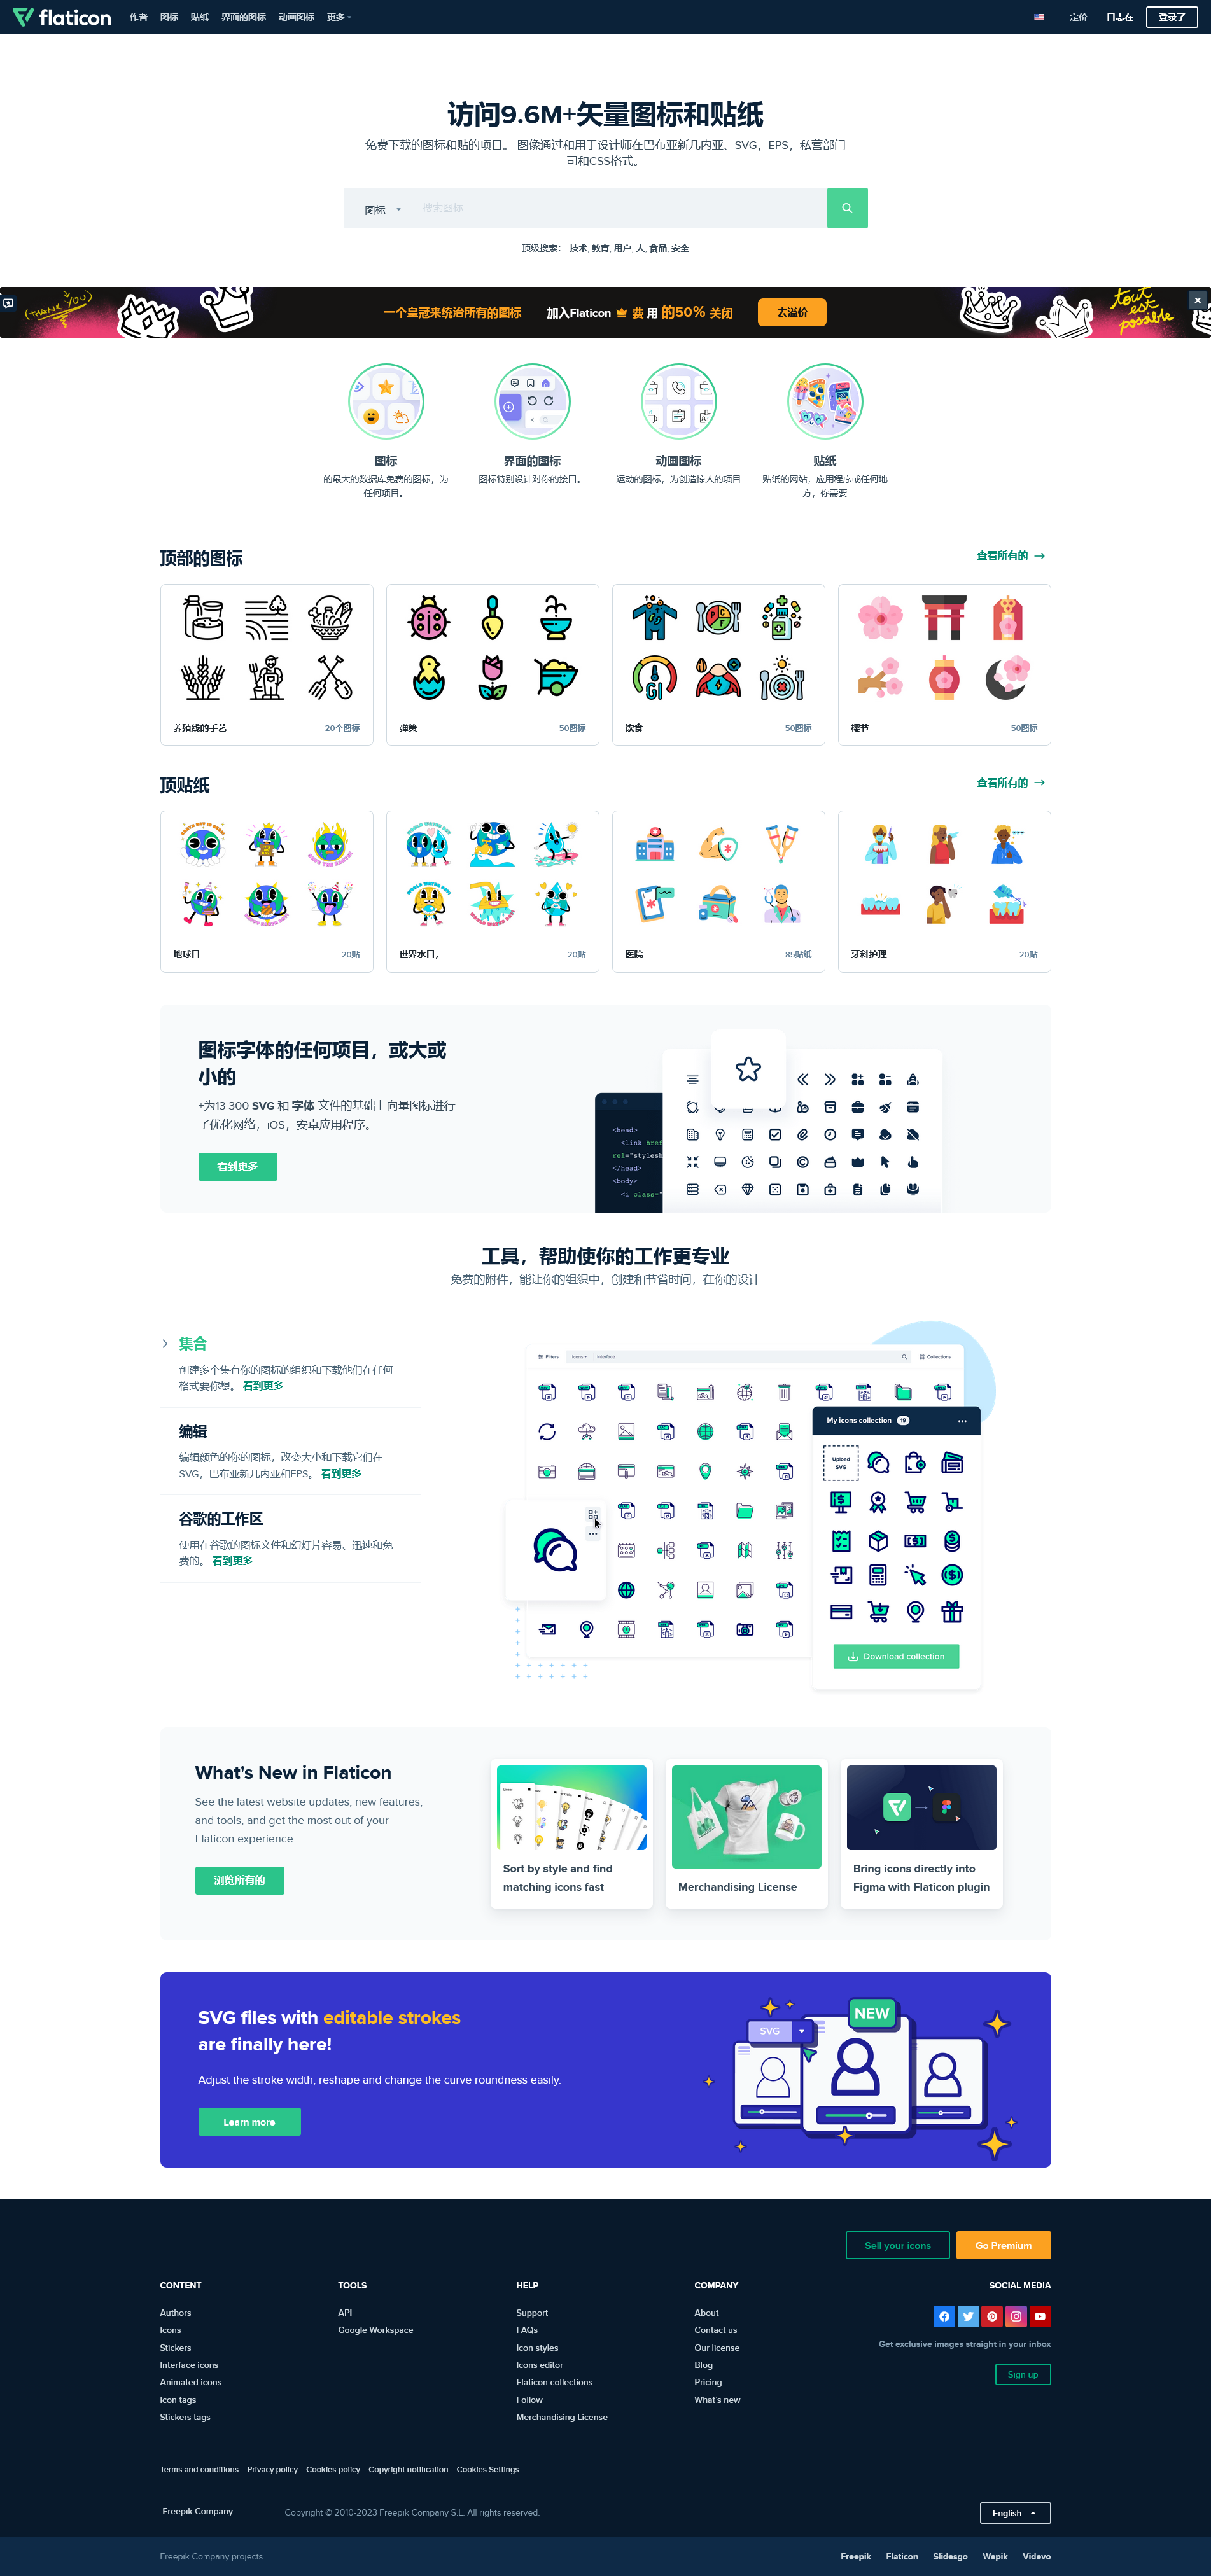 flaticon 作者 图标 贴纸 界面的图标 动画图标 更多 定价 日志在 登录了
访问9.6M+矢量图标和贴纸
免费下载的图标和贴的项目。 图像通过和用于设计师在巴布亚新几内亚、SVG，EPS，私营部门
司和CSS格式。
图标 搜索图标
顶级搜索： 技术, 教育, 用户, 人, 食品, 安全
(THANK YOU) 一个皇冠来统治所有的图标 加入Flaticon 费 用 的50% 关闭 去溢价 tout est possible
图标 界面的图标 动画图标 贴纸
的最大的数据库免费的图标，为 图标特别设计对你的接口。 运动的图标，为创造惊人的项目 贴纸的网站，应用程序或任何地
任何项目。 方，你需要
顶部的图标 查看所有的
养殖线的手艺 20个图标 弹簧 50图标 饮食 50图标 樱节 50图标
顶贴纸 查看所有的
地球日 20贴 世界水日， 20贴 医院 85贴纸 牙科护理 20贴
图标字体的任何项目，或大或
小的
+为13 300 SVG 和 字体 文件的基础上向量图标进行
了优化网络，iOS，安卓应用程序。
看到更多
<head>
<link href
rel="stylesh
</head>
<body>
<i class="
工具，帮助使你的工作更专业
免费的附件，能让你的组织中，创建和节省时间，在你的设计
集合
创建多个集有你的图标的组织和下载他们在任何
格式要你想。 看到更多
编辑
编辑颜色的你的图标，改变大小和下载它们在
SVG，巴布亚新几内亚和EPS。 看到更多
谷歌的工作区
使用在谷歌的图标文件和幻灯片容易、迅速和免
费的。 看到更多
Filters Icons Interface Collections
My icons collection 19
Upload
SVG
Download collection
What's New in Flaticon
See the latest website updates, new features,
and tools, and get the most out of your
Flaticon experience.
浏览所有的
Sort by style and find
matching icons fast
Merchandising License
Bring icons directly into
Figma with Flaticon plugin
SVG files with editable strokes
are finally here!
Adjust the stroke width, reshape and change the curve roundness easily.
Learn more
NEW
SVG
Sell your icons Go Premium
CONTENT
Authors
Icons
Stickers
Interface icons
Animated icons
Icon tags
Stickers tags
TOOLS
API
Google Workspace
HELP
Support
FAQs
Icon styles
Icons editor
Flaticon collections
Follow
Merchandising License
COMPANY
About
Contact us
Our license
Blog
Pricing
What's new
SOCIAL MEDIA
Get exclusive images straight in your inbox
Sign up
Terms and conditions Privacy policy Cookies policy Copyright notification Cookies Settings
Freepik Company Copyright © 2010-2023 Freepik Company S.L. All rights reserved. English
Freepik Company projects Freepik Flaticon Slidesgo Wepik Videvo